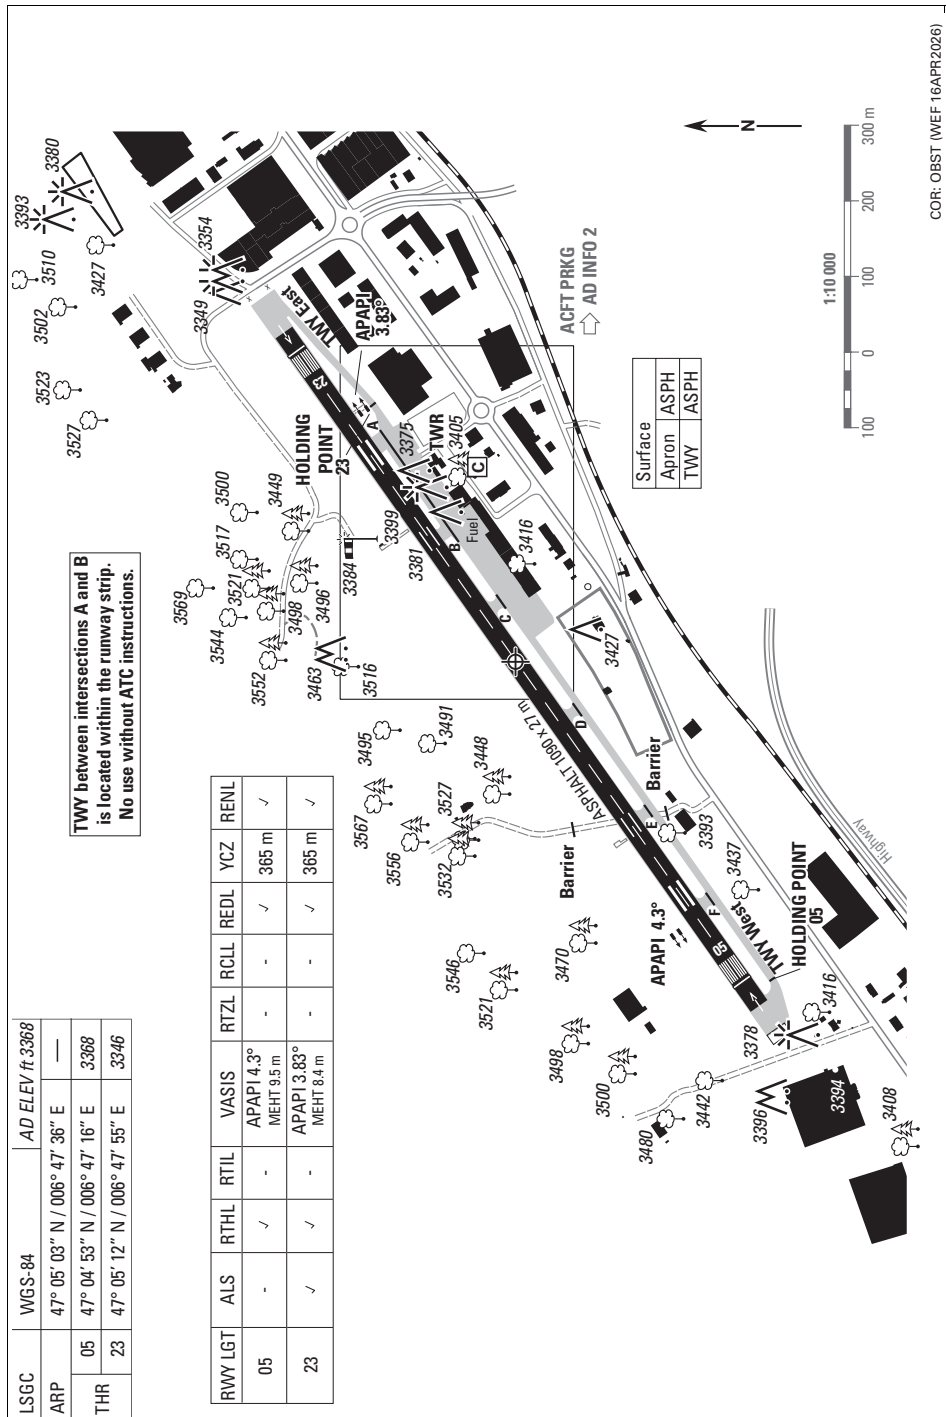 LSGC WGS-84 AD ELEV ft 3368
ARP 47° 05' 03" N / 006° 47' 36" E —
THR 05 47° 04' 53" N / 006° 47' 16" E 3368
23 47° 05' 12" N / 006° 47' 55" E 3346
RWY LGT ALS RTHL RTIL VASIS RTZL RCLL REDL YCZ RENL
05 - ✓ - APAPI 4.3° - - ✓ 365 m ✓
MEHT 9.5 m
23 ✓ ✓ - APAPI 3.83° - - ✓ 365 m ✓
MEHT 8.4 m
TWY between intersections A and B
is located within the runway strip.
No use without ATC instructions.
3393
3380
3510
3427
3502
3523
3527
3354
3349
TWY East
APAPI
3.83°
23
HOLDING
POINT
23
A
3375
TWR
3405
C
3399
3381
B
Fuel
3416
3500
3449
3517
3521
3569
3544
3498
3496
3384
3552
3463
3516
C
3427
D
ASPHALT 1090 x 27 m
3495
3491
3448
3567
3527
3556
3532
Barrier
Barrier
E
3393
3437
F
TWY West
HOLDING POINT
05
05
APAPI 4.3°
3546
3470
3521
3498
3500
3442
3480
3378
3416
3396
3394
3408
Highway
ACFT PRKG
AD INFO 2
Surface
Apron ASPH
TWY ASPH
N
1:10 000
100 0 100 200 300 m
COR: OBST (WEF 16APR2026)